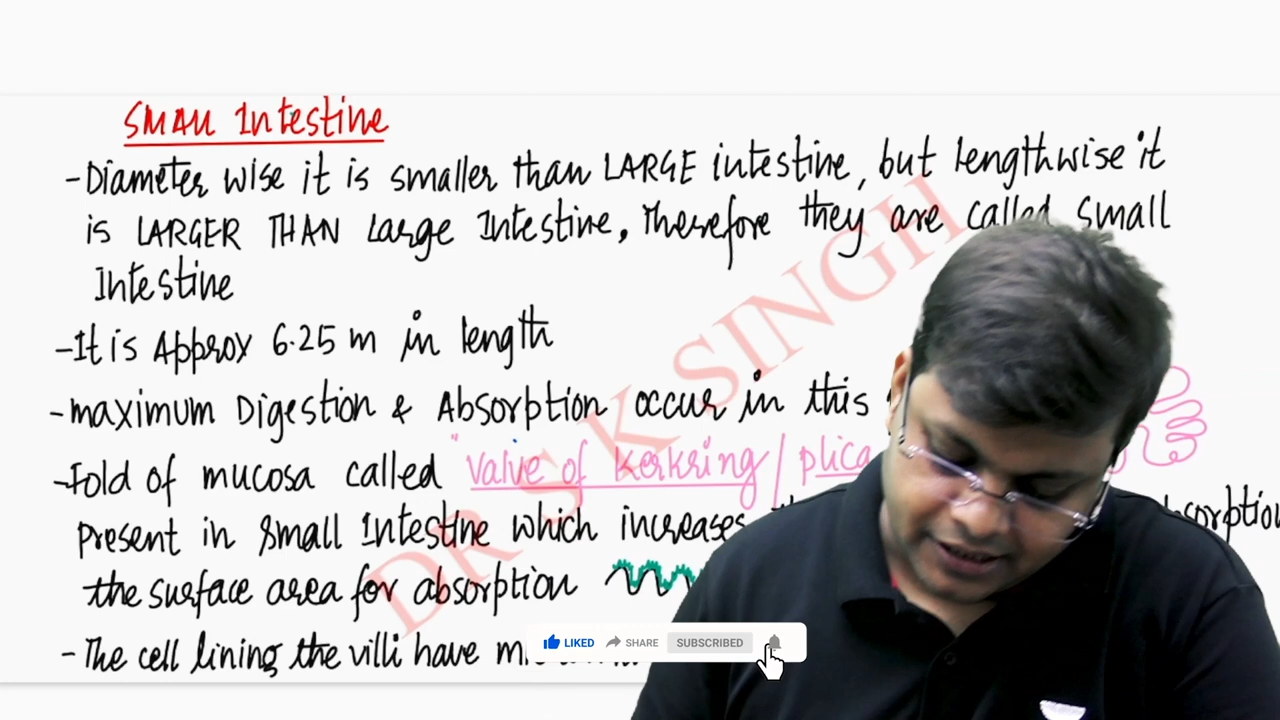 Small Intestine
-Diameter wise it is smaller than LARGE intestine, but lengthwise it
is LARGER THAN Large Intestine, Therefore they are called small
Intestine
-It is Approx 6.25 m in length
-maximum Digestion & Absorption occur in this
-Fold of mucosa called "valve of kerkring/ plica
present in small Intestine which increases
the surface area for absorption
-The cell lining the villi have
DR S K SINGH
LIKED SHARE SUBSCRIBED